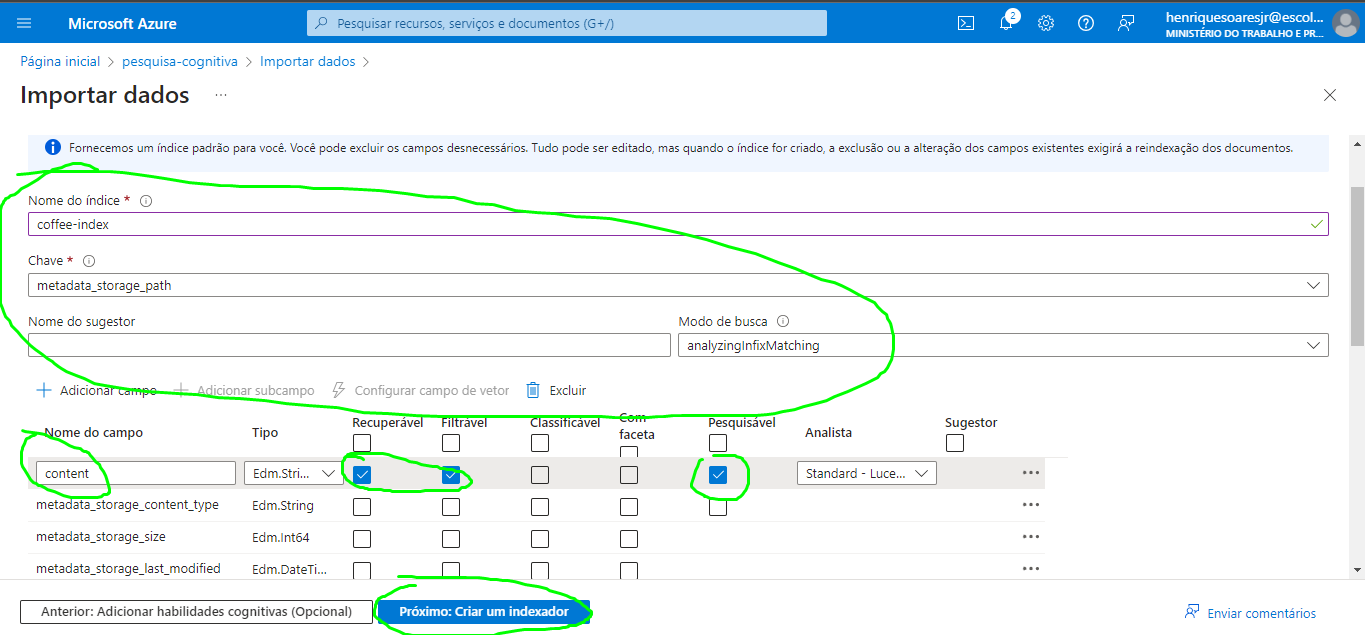 Microsoft Azure
Pesquisar recursos, serviços e documentos (G+/)
2
henriquesoaresjr@escol...
MINISTÉRIO DO TRABALHO E PR...
Página inicial > pesquisa-cognitiva > Importar dados >
Importar dados ...
Fornecemos um índice padrão para você. Você pode excluir os campos desnecessários. Tudo pode ser editado, mas quando o índice for criado, a exclusão ou a alteração dos campos existentes exigirá a reindexação dos documentos.
Nome do índice *
coffee-index
Chave *
metadata_storage_path
Nome do sugestor
Modo de busca
analyzingInfixMatching
Adicionar campo Adicionar subcampo Configurar campo de vetor Excluir
Nome do campo Tipo Recuperável Filtrável Classificável Com faceta Pesquisável Analista Sugestor
content Edm.Stri... Standard - Luce...
metadata_storage_content_type Edm.String
metadata_storage_size Edm.Int64
metadata_storage_last_modified Edm.DateTi...
Anterior: Adicionar habilidades cognitivas (Opcional) Próximo: Criar um indexador Enviar comentários